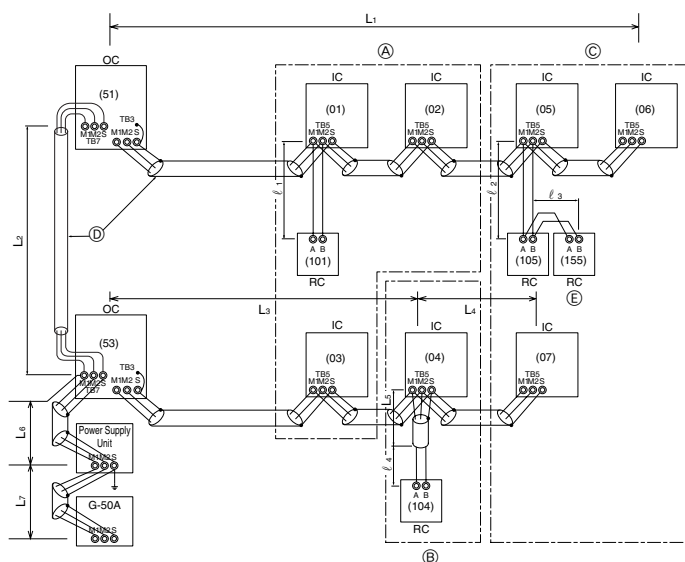 L1
A
C
OC
IC
IC
IC
IC
(51)
(01)
(02)
(05)
(06)
TB3
M1M2S
TB7
M1M2S
TB5
M1M2S
TB5
M1M2S
TB5
M1M2S
TB5
M1M2S
ℓ1
ℓ2
ℓ3
L2
D
A B
(101)
RC
A B
(105)
RC
A B
(155)
RC
E
OC
L3
L4
IC
IC
IC
(53)
(03)
(04)
(07)
TB3
M1M2S
TB7
M1M2 S
TB5
M1M2S
TB5
M1M2S
TB5
M1M2S
L5
L6
Power Supply
Unit
M1M2S
ℓ4
L7
G-50A
M1M2S
A B
(104)
RC
B